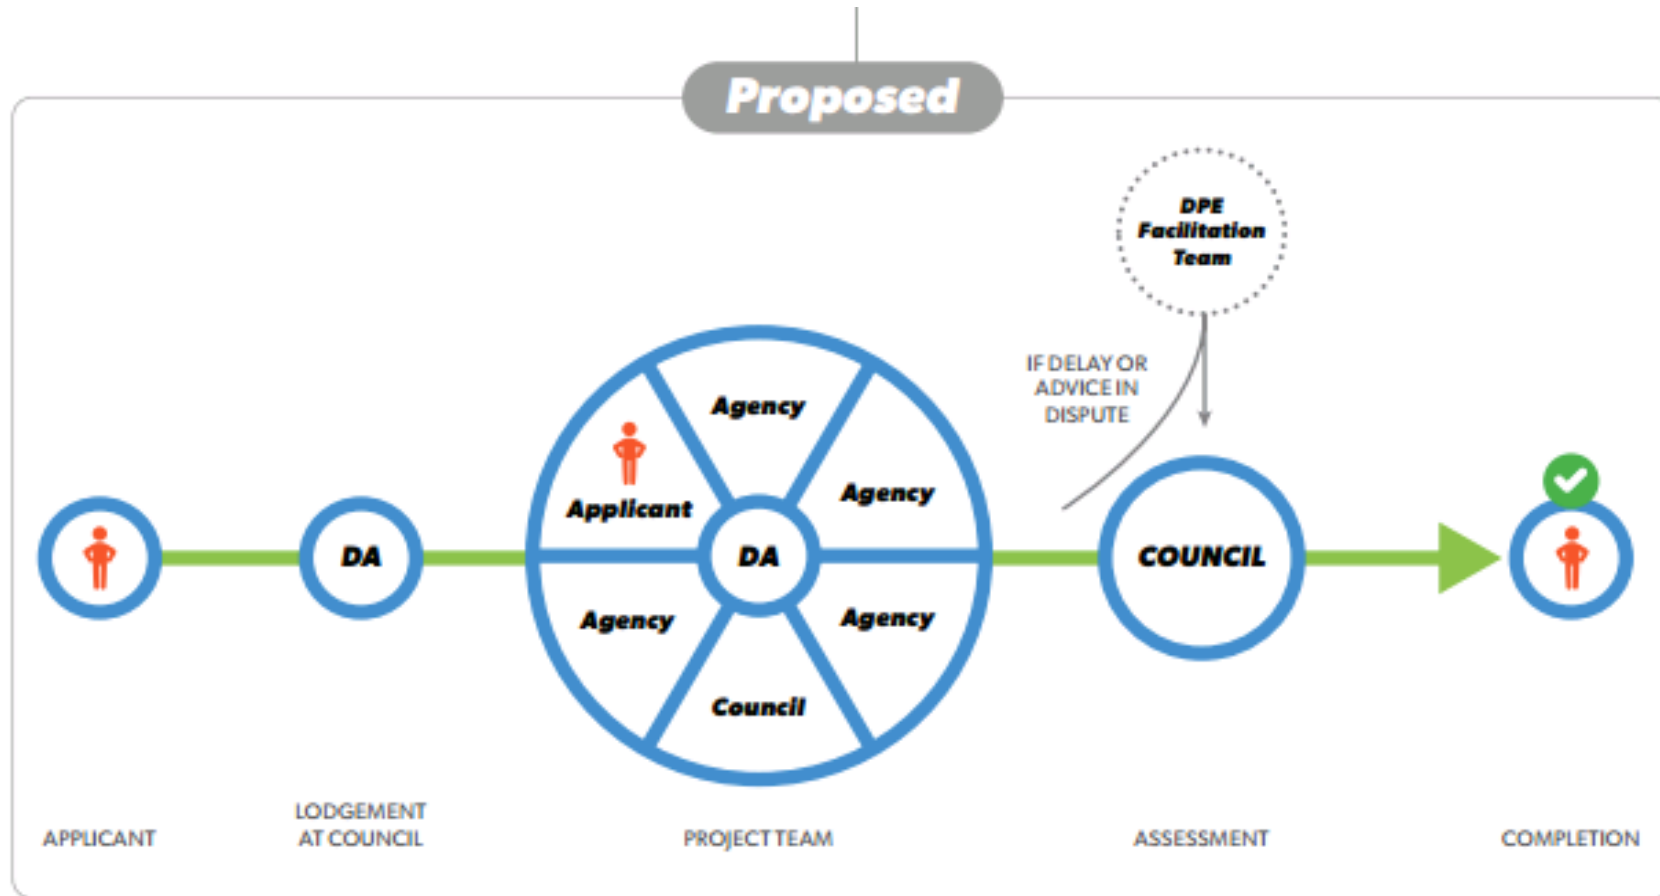 Proposed
DPE
Facilitation
Team
IF DELAY OR
ADVICE IN
DISPUTE
Agency
Applicant
Agency
DA
DA
COUNCIL
Agency
Agency
Council
APPLICANT
LODGEMENT
AT COUNCIL
PROJECT TEAM
ASSESSMENT
COMPLETION